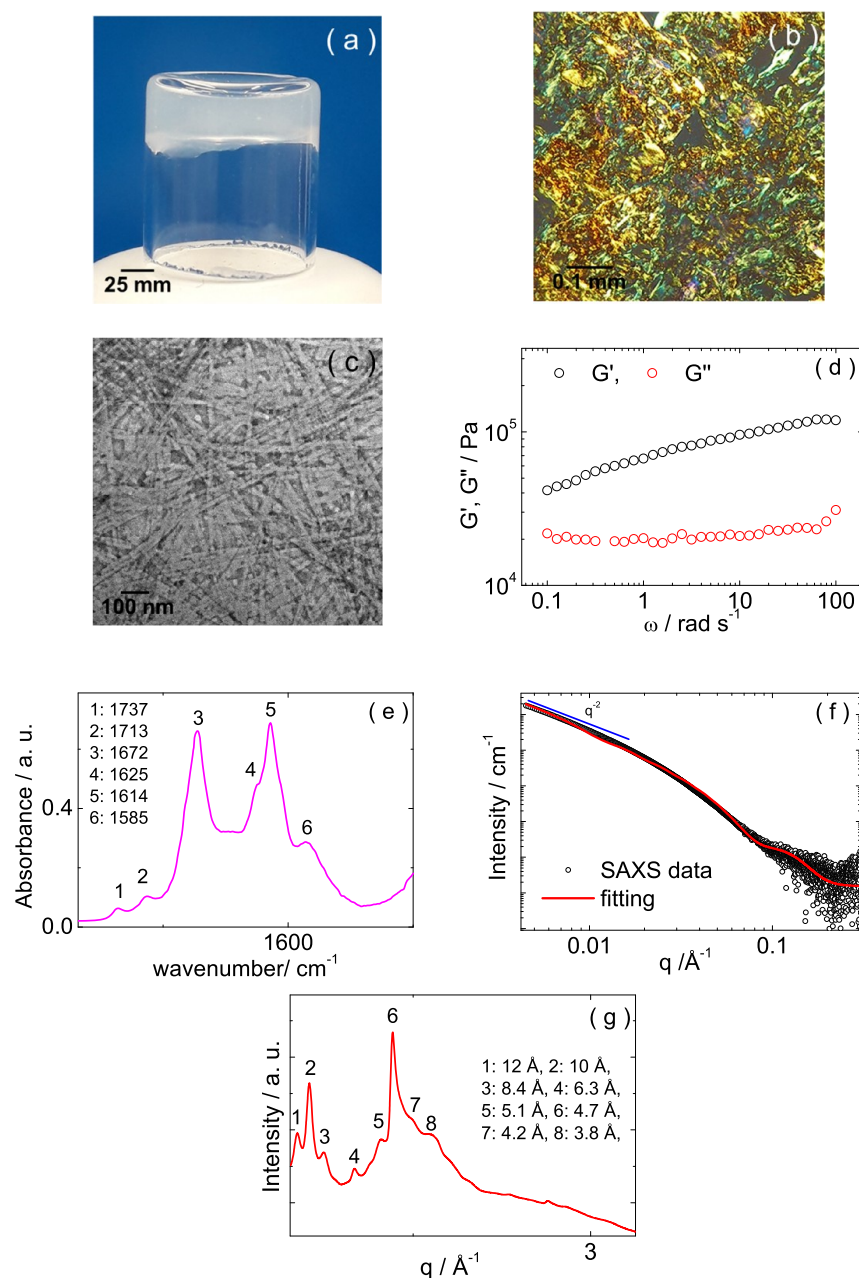 ( a )
25 mm
( b )
0.1 mm
( c )
100 nm
( d )
G', G''
10⁵
10⁴
G', G'' / Pa
0.1 1 10 100
ω / rad s⁻¹
( e )
1: 1737
2: 1713
3: 1672
4: 1625
5: 1614
6: 1585
1 2 3 4 5 6
0.4
0.0
Absorbance / a. u.
1600
wavenumber/ cm⁻¹
( f )
q⁻²
Intensity / cm⁻¹
SAXS data
fitting
0.01 0.1
q /Å⁻¹
( g )
1 2 3 4 5 6 7 8
1: 12 Å, 2: 10 Å,
3: 8.4 Å, 4: 6.3 Å,
5: 5.1 Å, 6: 4.7 Å,
7: 4.2 Å, 8: 3.8 Å,
Intensity / a. u.
3
q / Å⁻¹